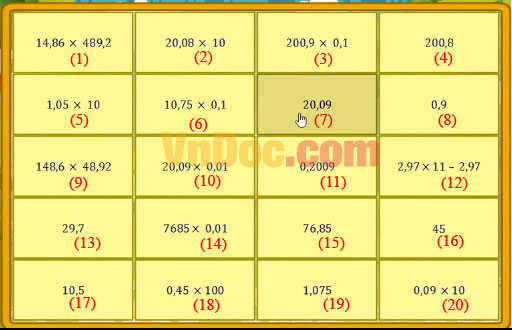 14,86 × 489,2 20,08 × 10 200,9 × 0,1 200,8
(1) (2) (3) (4)
1,05 × 10 10,75 × 0,1 20,09 0,9
(5) (6) (7) (8)
VnDoc.com
148,6 × 48,92 20,09 × 0,01 0,2009 2,97 × 11 – 2,97
(9) (10) (11) (12)
29,7 7685 × 0,01 76,85 45
(13) (14) (15) (16)
10,5 0,45 × 100 1,075 0,09 × 10
(17) (18) (19) (20)